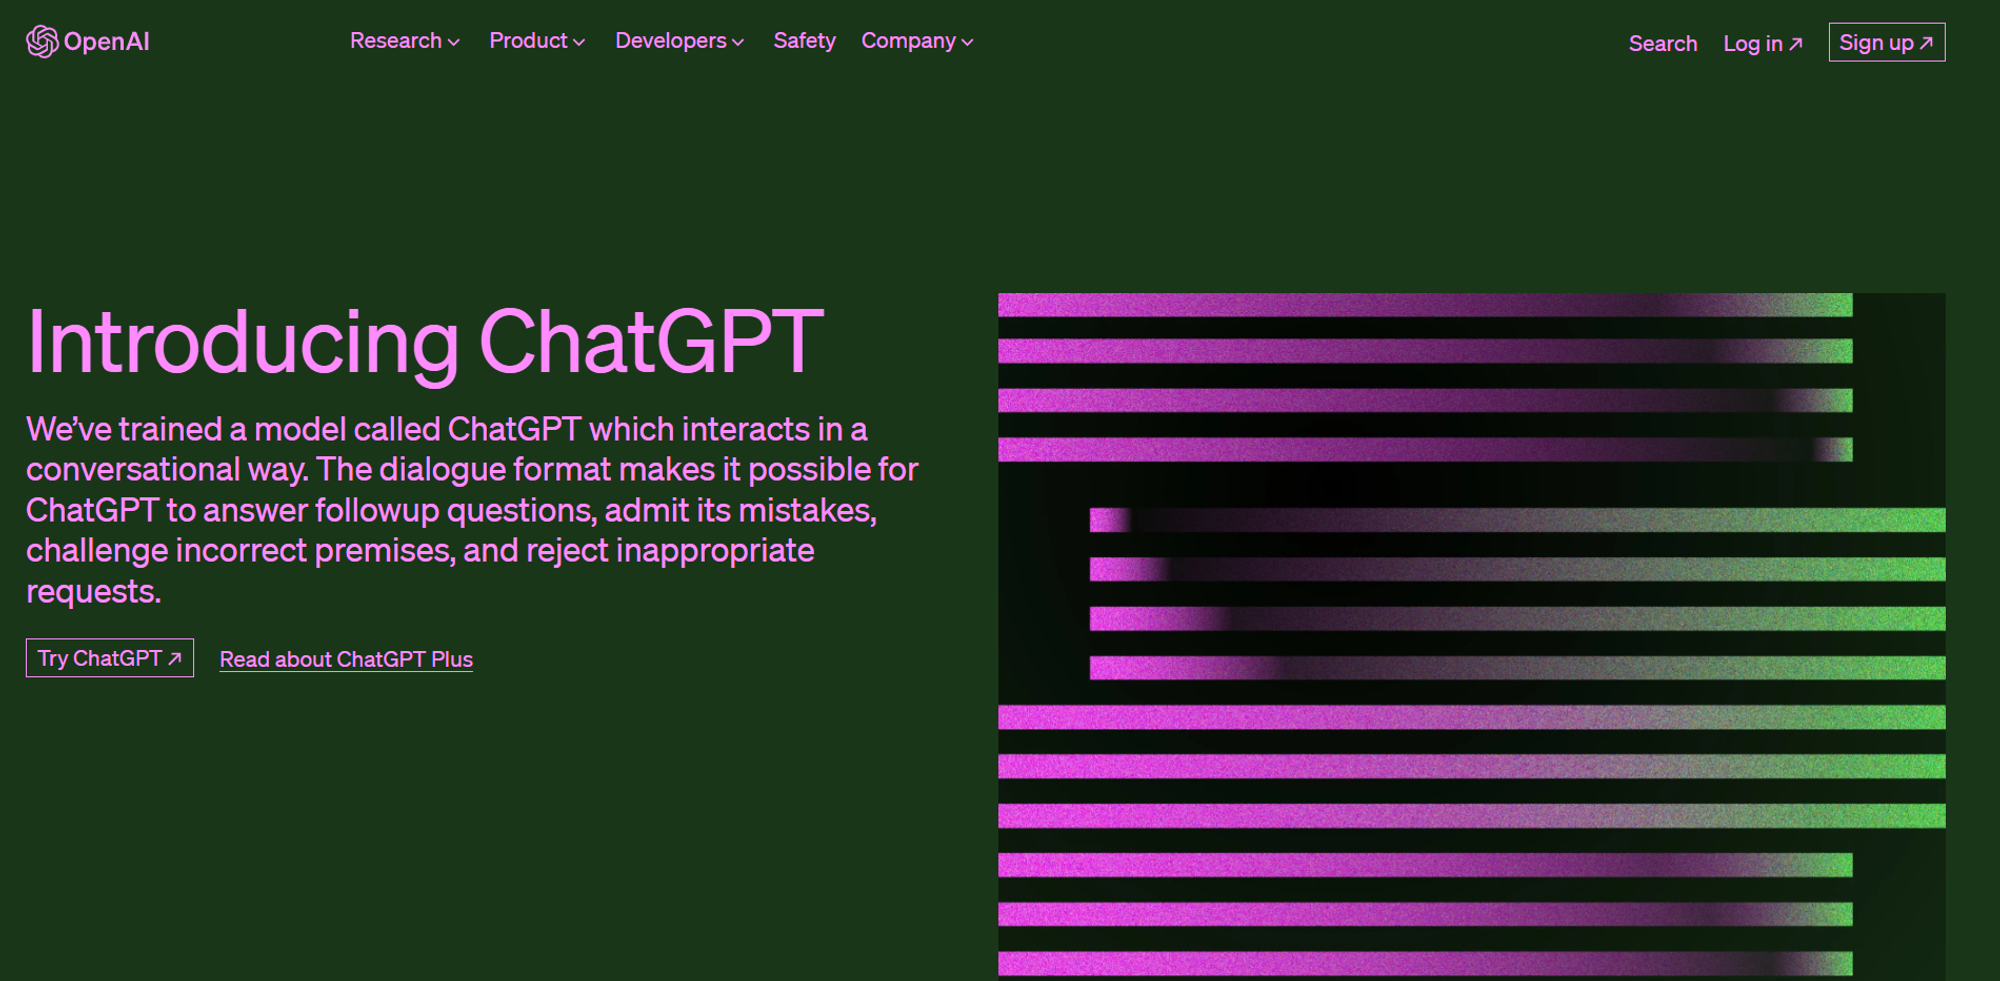 OpenAI
Research
Product
Developers
Safety
Company
Search
Log in
Sign up
Introducing ChatGPT
We’ve trained a model called ChatGPT which interacts in a
conversational way. The dialogue format makes it possible for
ChatGPT to answer followup questions, admit its mistakes,
challenge incorrect premises, and reject inappropriate
requests.
Try ChatGPT
Read about ChatGPT Plus